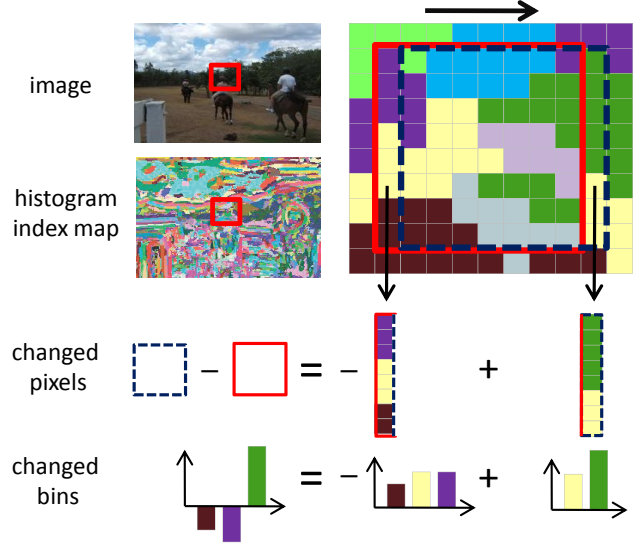 image
histogram
index map
changed
pixels
− = − +
changed
bins
= − +